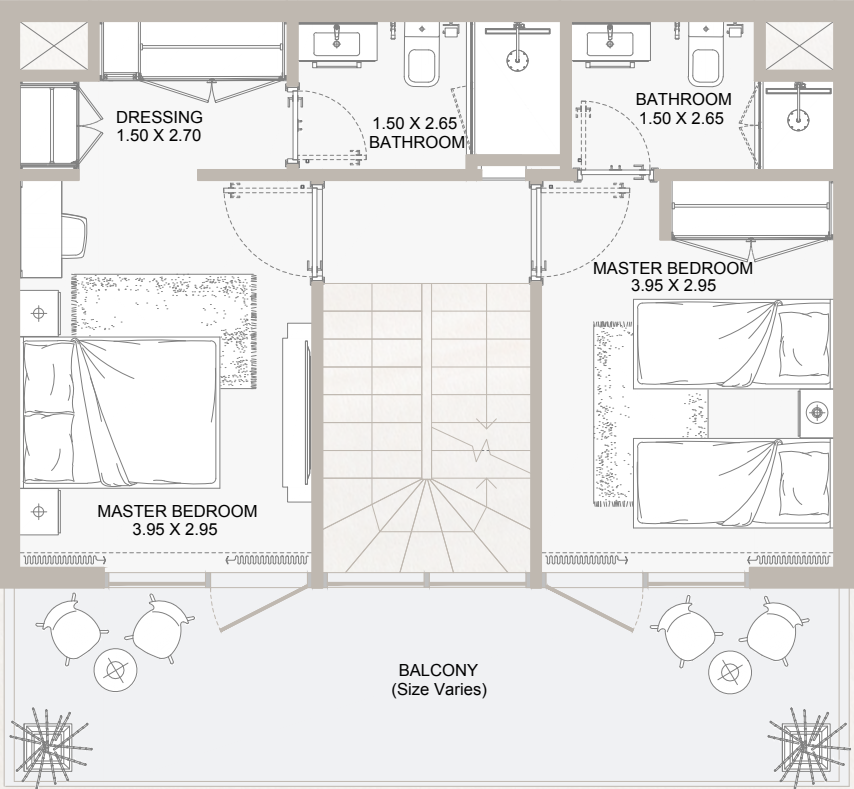 DRESSING
1.50 X 2.70
1.50 X 2.65
BATHROOM
BATHROOM
1.50 X 2.65
MASTER BEDROOM
3.95 X 2.95
MASTER BEDROOM
3.95 X 2.95
BALCONY
(Size Varies)